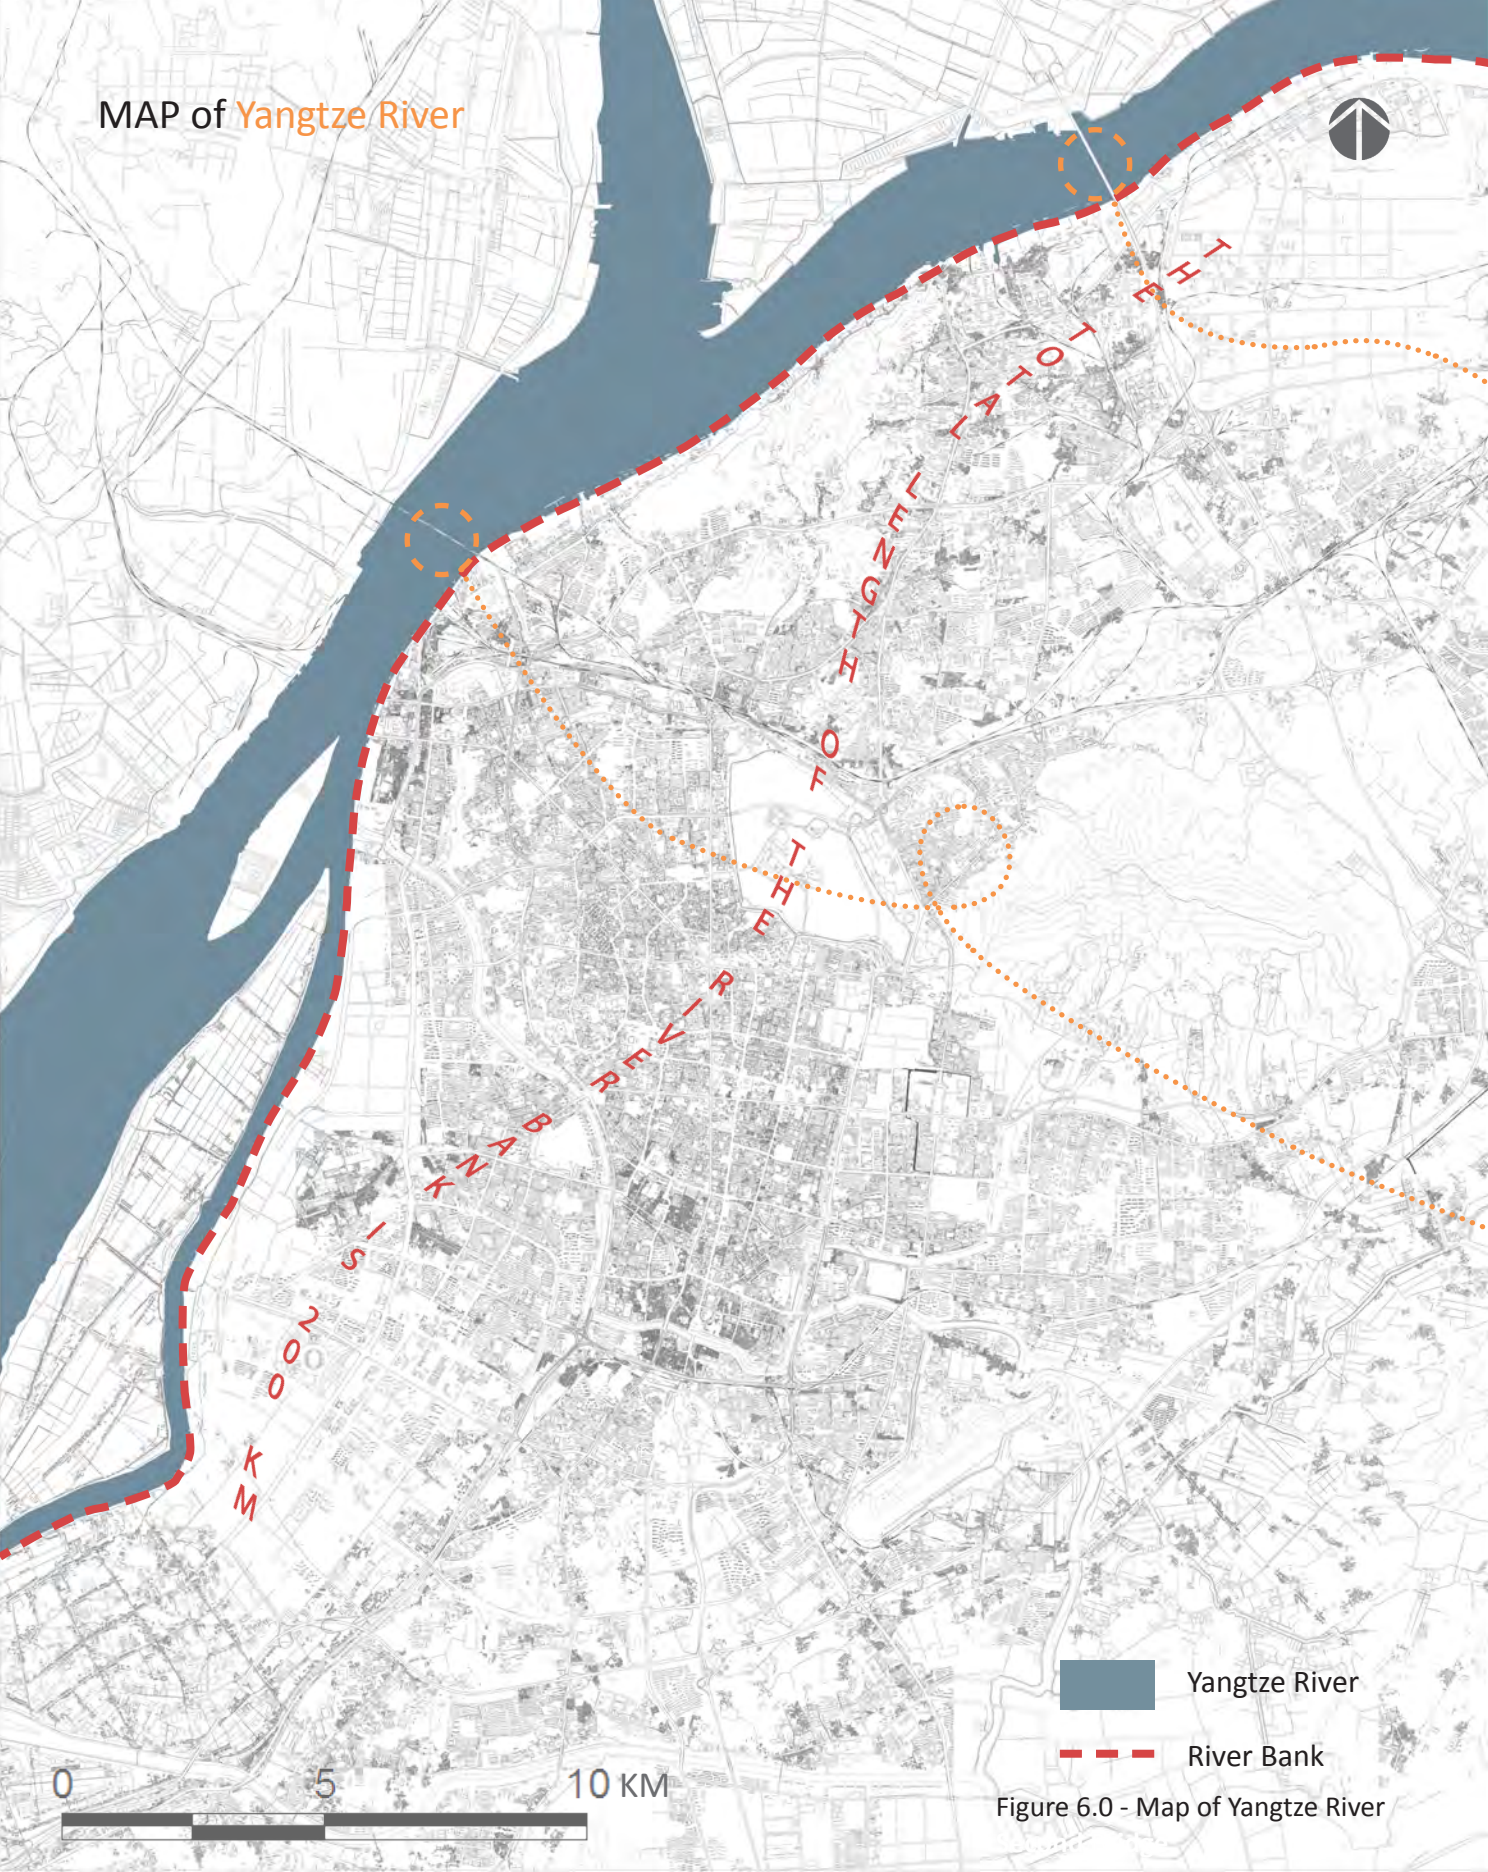 MAP of Yangtze River
THE TOTAL LENGTH OF THE RIVER BANK IS 200 KM
Yangtze River
River Bank
0 5 10 KM
Figure 6.0 - Map of Yangtze River